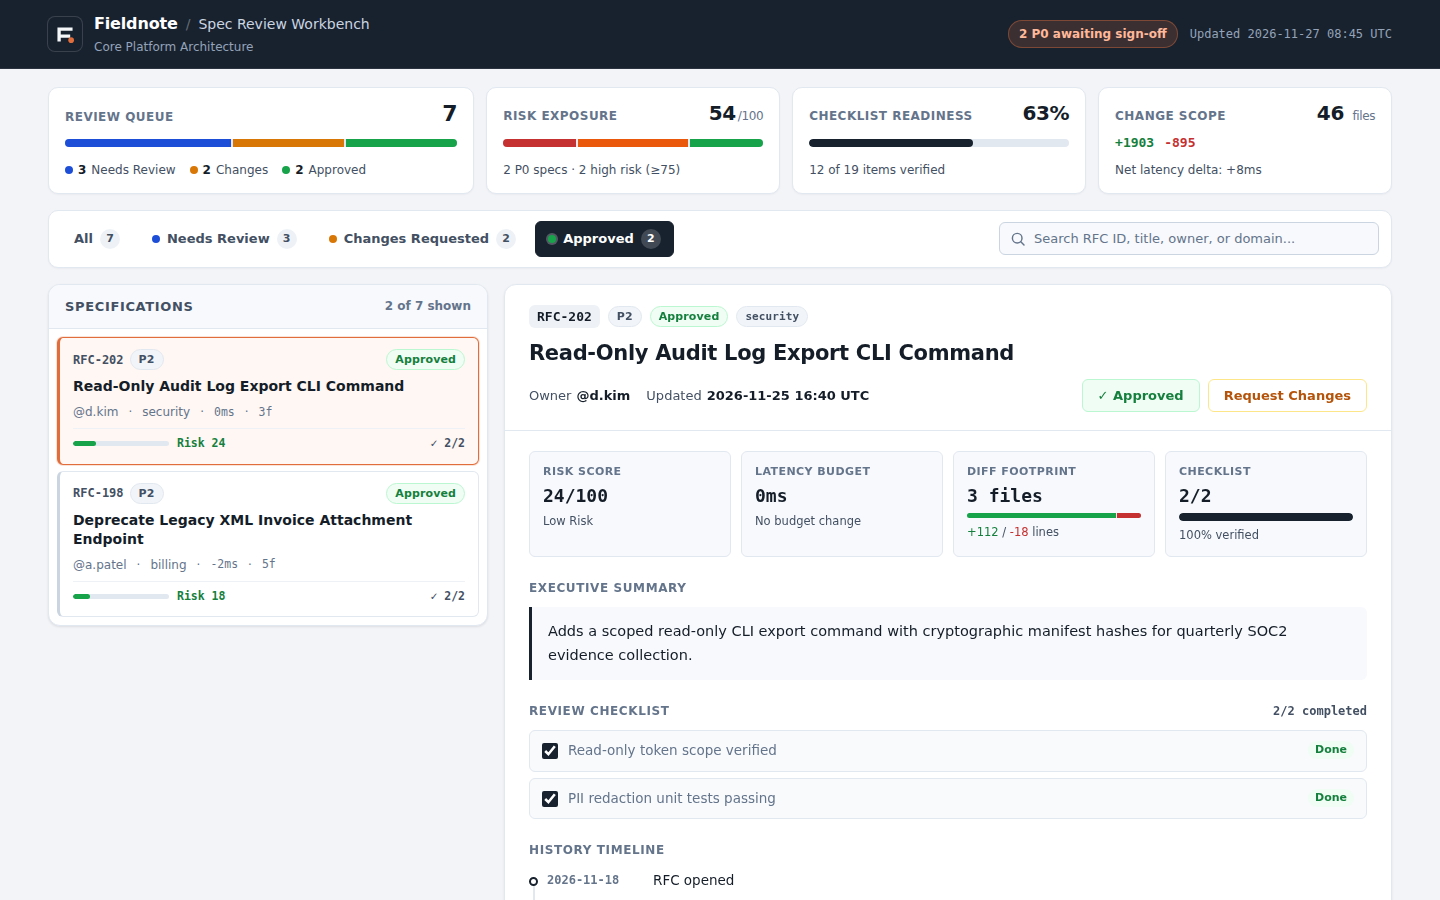 Fieldnote / Spec Review Workbench
Core Platform Architecture
2 P0 awaiting sign-off
Updated 2026-11-27 08:45 UTC
REVIEW QUEUE 7
3 Needs Review 2 Changes 2 Approved
RISK EXPOSURE 54/100
2 P0 specs · 2 high risk (≥75)
CHECKLIST READINESS 63%
12 of 19 items verified
CHANGE SCOPE 46 files
+1903 -895
Net latency delta: +8ms
All 7 Needs Review 3 Changes Requested 2 Approved 2
Search RFC ID, title, owner, or domain...
SPECIFICATIONS 2 of 7 shown
RFC-202 P2 Approved
Read-Only Audit Log Export CLI Command
@d.kim · security · 0ms · 3f
Risk 24 ✓ 2/2
RFC-198 P2 Approved
Deprecate Legacy XML Invoice Attachment
Endpoint
@a.patel · billing · -2ms · 5f
Risk 18 ✓ 2/2
RFC-202 P2 Approved security
Read-Only Audit Log Export CLI Command
Owner @d.kim Updated 2026-11-25 16:40 UTC
✓ Approved Request Changes
RISK SCORE
24/100
Low Risk
LATENCY BUDGET
0ms
No budget change
DIFF FOOTPRINT
3 files
+112 / -18 lines
CHECKLIST
2/2
100% verified
EXECUTIVE SUMMARY
Adds a scoped read-only CLI export command with cryptographic manifest hashes for quarterly SOC2
evidence collection.
REVIEW CHECKLIST 2/2 completed
Read-only token scope verified Done
PII redaction unit tests passing Done
HISTORY TIMELINE
2026-11-18 RFC opened